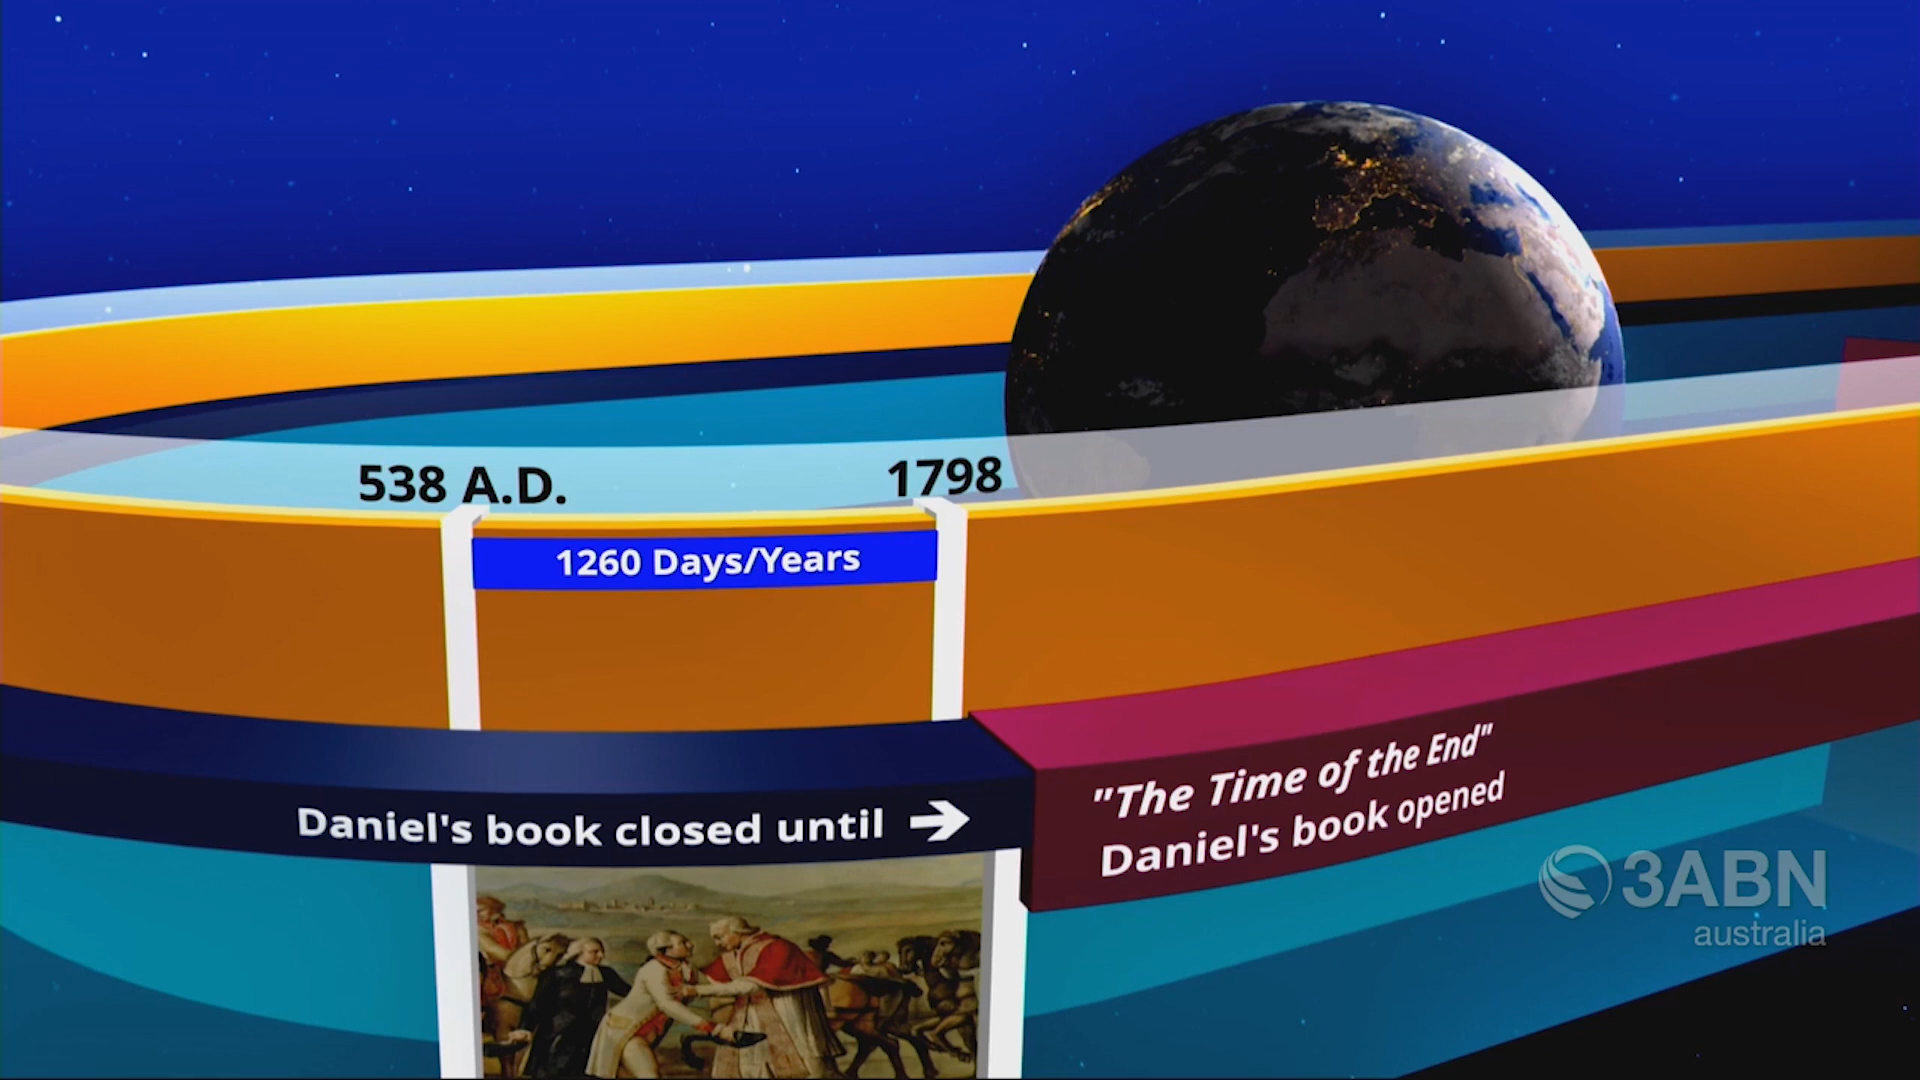 538 A.D.
1798
1260 Days/Years
Daniel's book closed until →
"The Time of the End"
Daniel's book opened
3ABN
australia